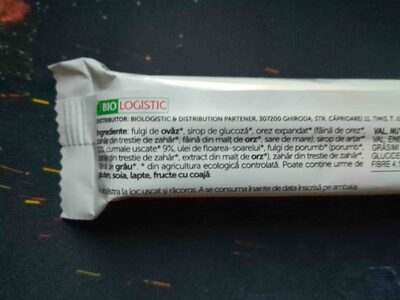 BIO LOGISTIC
DISTRIBUITOR: BIOLOGISTIC & DISTRIBUTION PARTENER, 307200 GHIRODA, STR. CĂPRIOAREI 11, TIMIȘ, T.
Ingrediente: fulgi de ovăz*, sirop de glucoză*, orez expandat* (făină de orez*,
zahăr din trestie de zahăr*, făină din malț de orz*, sare de mare), sirop de arțar*
10%, curmale uscate* 9%, ulei de floarea-soarelui*, fulgi de porumb* (porumb*,
zahăr din trestie de zahăr*, extract din malț de orz*), zahăr din trestie de zahăr*,
făină de grâu*. * din agricultura ecologică controlată. Poate conține urme de
gluten, soia, lapte, fructe cu coajă.
la loc uscat și răcoros. A se consuma înainte de data înscrisă pe ambalaj
VAL. NUT
VAL. ENE
GRĂSIMI
GLUCIDE
FIBRE 4,